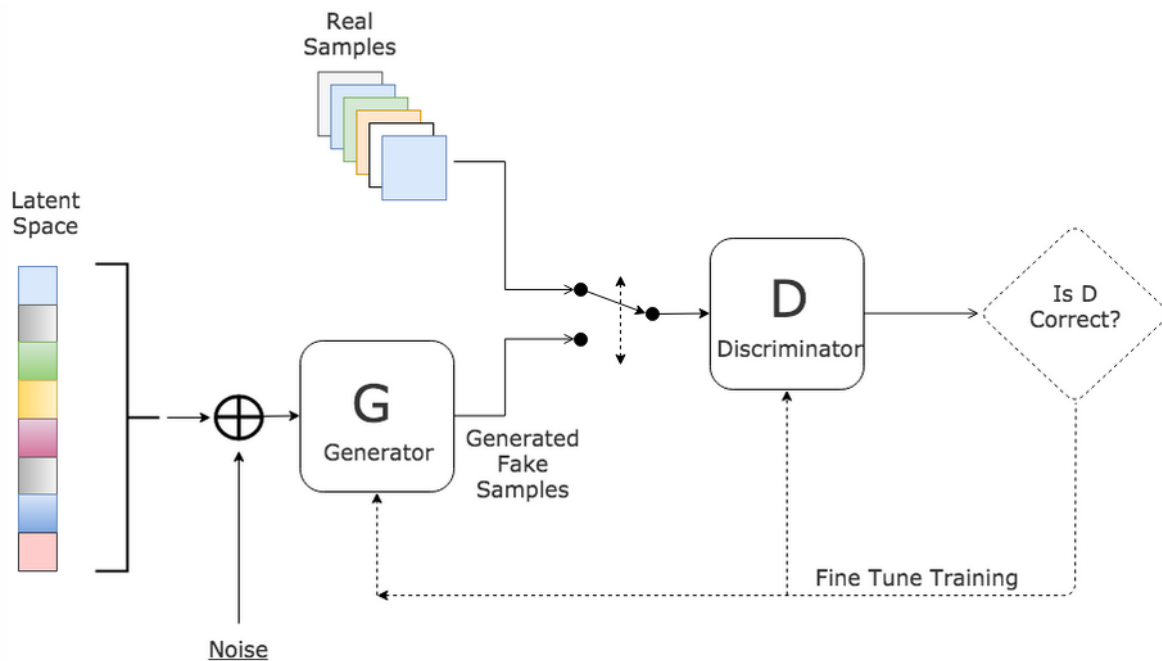 Real
Samples
Latent
Space
D
Discriminator
Is D
Correct?
G
Generator
Generated
Fake
Samples
Fine Tune Training
Noise